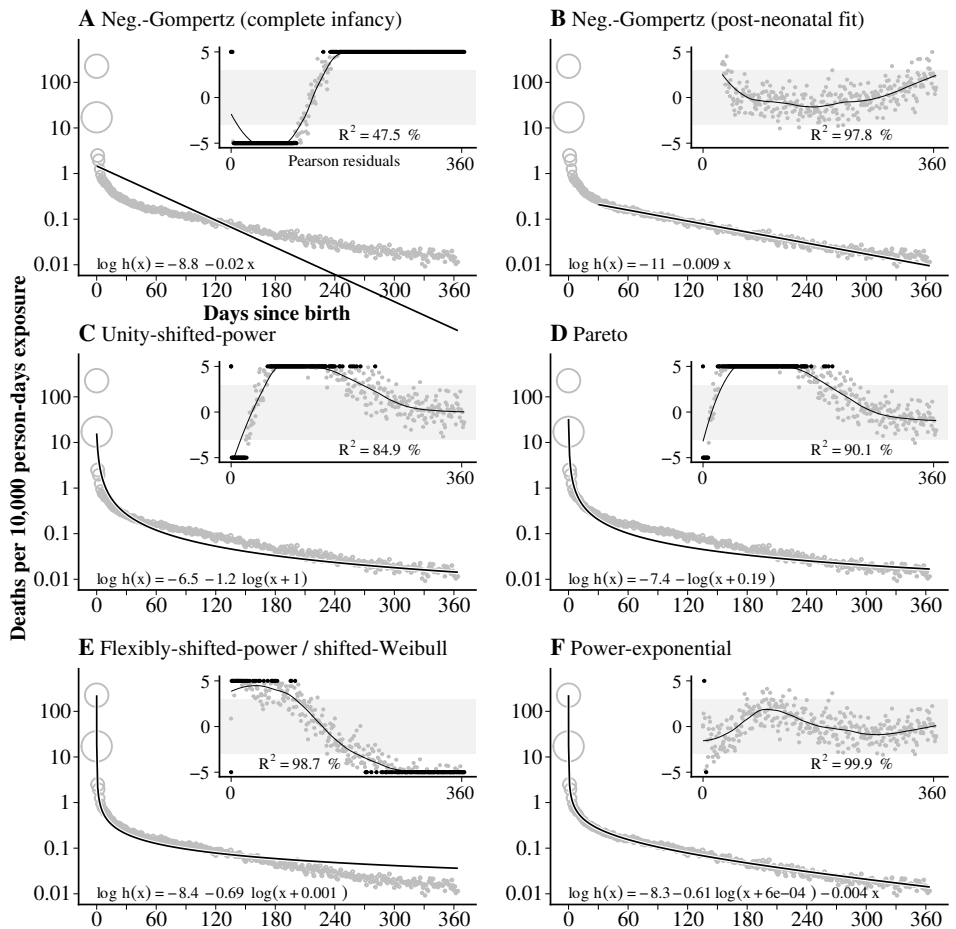 A Neg.-Gompertz (complete infancy)
100
10
1
0.1
0.01
5
0
−5
R² = 47.5 %
0
Pearson residuals
360
log h(x) = −8.8 −0.02 x
0 60 120 180 240 300 360
Days since birth
B Neg.-Gompertz (post-neonatal fit)
100
10
1
0.1
0.01
5
0
−5
R² = 97.8 %
0
360
log h(x) = −11 −0.009 x
0 60 120 180 240 300 360
Deaths per 10,000 person-days exposure
C Unity-shifted-power
100
10
1
0.1
0.01
5
0
−5
R² = 84.9 %
0
360
log h(x) = −6.5 −1.2 log(x + 1)
0 60 120 180 240 300 360
D Pareto
100
10
1
0.1
0.01
5
0
−5
R² = 90.1 %
0
360
log h(x) = −7.4 −log(x + 0.19 )
0 60 120 180 240 300 360
E Flexibly-shifted-power / shifted-Weibull
100
10
1
0.1
0.01
5
0
−5
R² = 98.7 %
0
360
log h(x) = −8.4 −0.69 log(x + 0.001 )
0 60 120 180 240 300 360
F Power-exponential
100
10
1
0.1
0.01
5
0
−5
R² = 99.9 %
0
360
log h(x) = −8.3 −0.61 log(x + 6e−04 ) −0.004 x
0 60 120 180 240 300 360